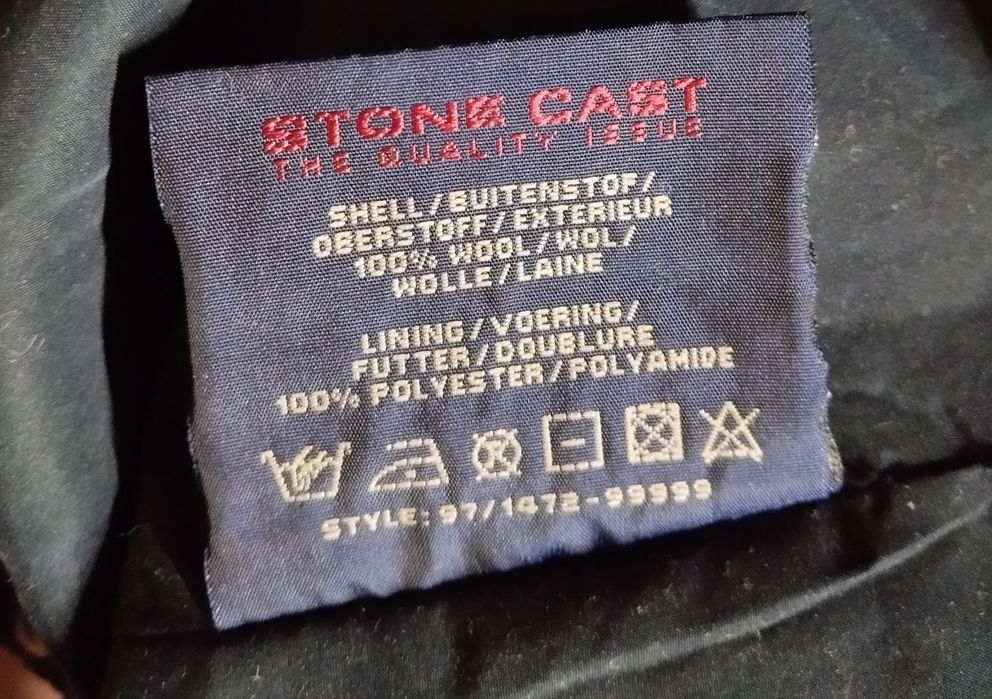 STONE CAST
THE QUALITY ISSUE
SHELL/BUITENSTOF/
OBERSTOFF/EXTERIEUR
100% WOOL/WOL/
WOLLE/LAINE
LINING/VOERING/
FUTTER/DOUBLURE
100% POLYESTER/POLYAMIDE
STYLE: 97/1472-99999